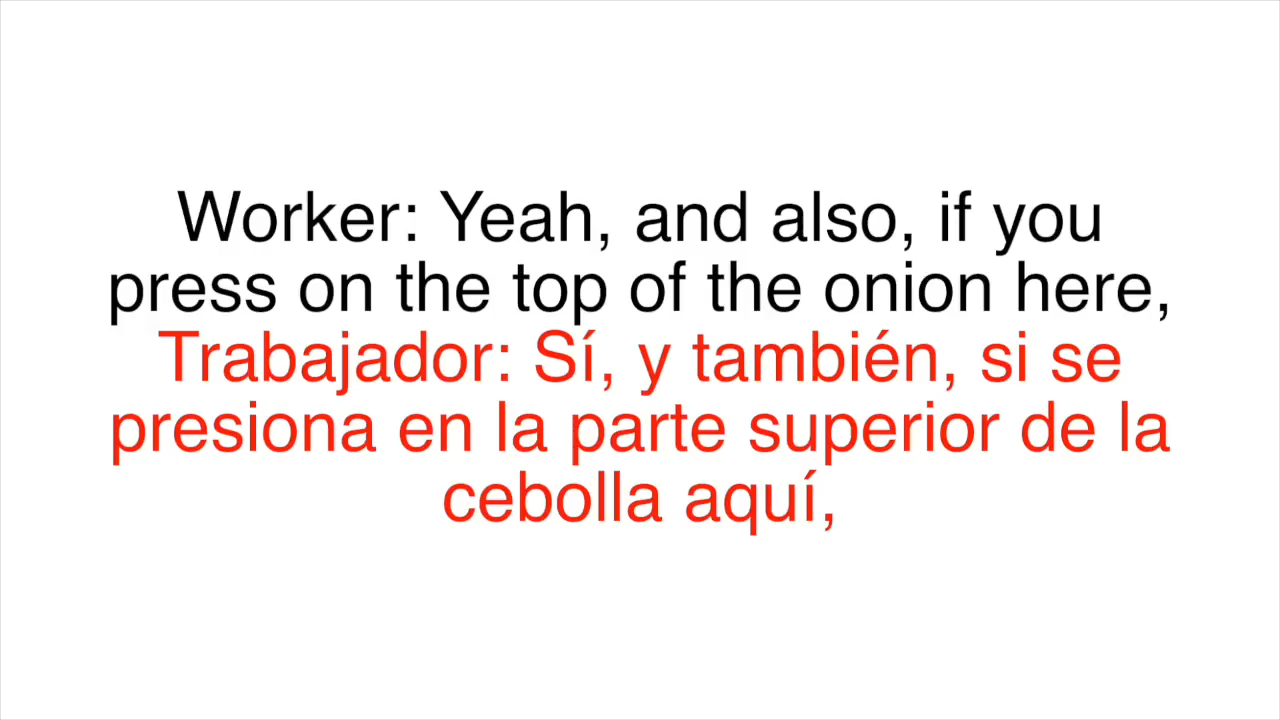 Worker: Yeah, and also, if you
press on the top of the onion here,
Trabajador: Sí, y también, si se
presiona en la parte superior de la
cebolla aquí,